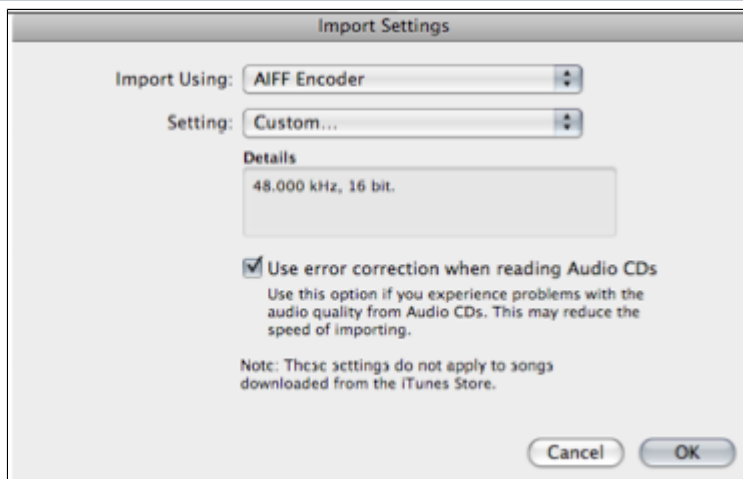 Import Settings
Import Using: AIFF Encoder
Setting: Custom...
Details
48.000 kHz, 16 bit.
Use error correction when reading Audio CDs
Use this option if you experience problems with the
audio quality from Audio CDs. This may reduce the
speed of importing.
Note: These settings do not apply to songs
downloaded from the iTunes Store.
Cancel OK